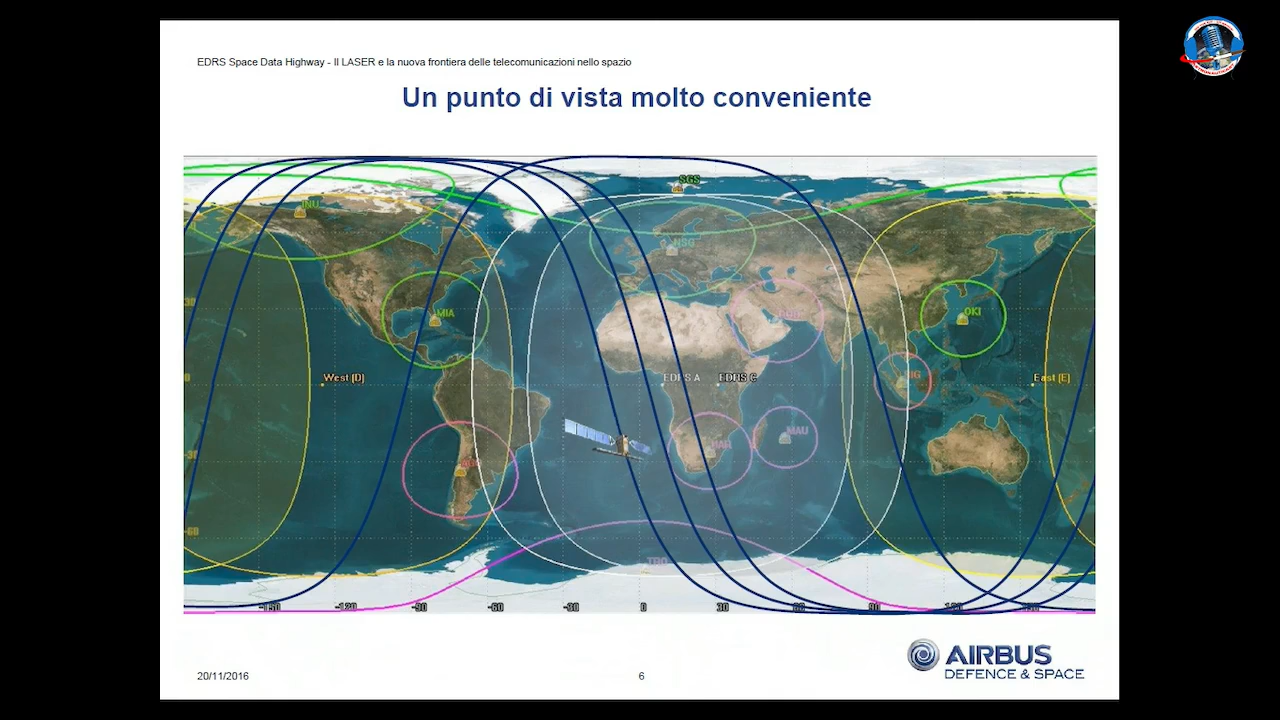 EDRS Space Data Highway - Il LASER e la nuova frontiera delle telecomunicazioni nello spazio
Un punto di vista molto conveniente
SGS
INU
HSG
MIA
OKI
West (D)
EDRS A
EDRS C
East (E)
MAU
TRO
-150
-120
-90
-60
-30
0
30
60
90
120
20/11/2016
6
AIRBUS
DEFENCE & SPACE